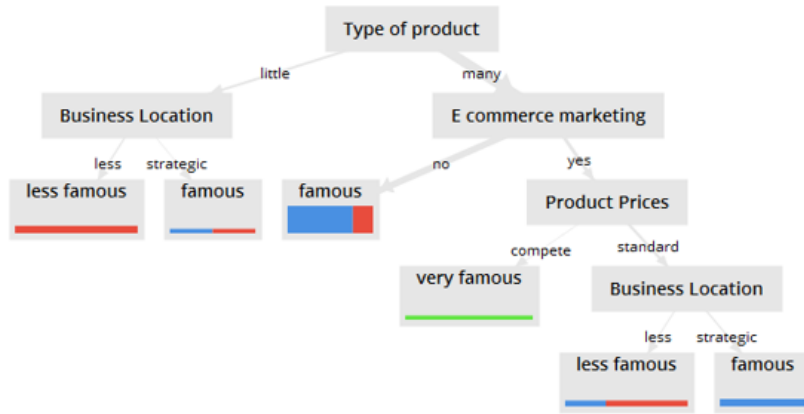 Type of product
little many
Business Location E commerce marketing
less strategic no yes
less famous famous famous
Product Prices
compete standard
very famous Business Location
less strategic
less famous famous